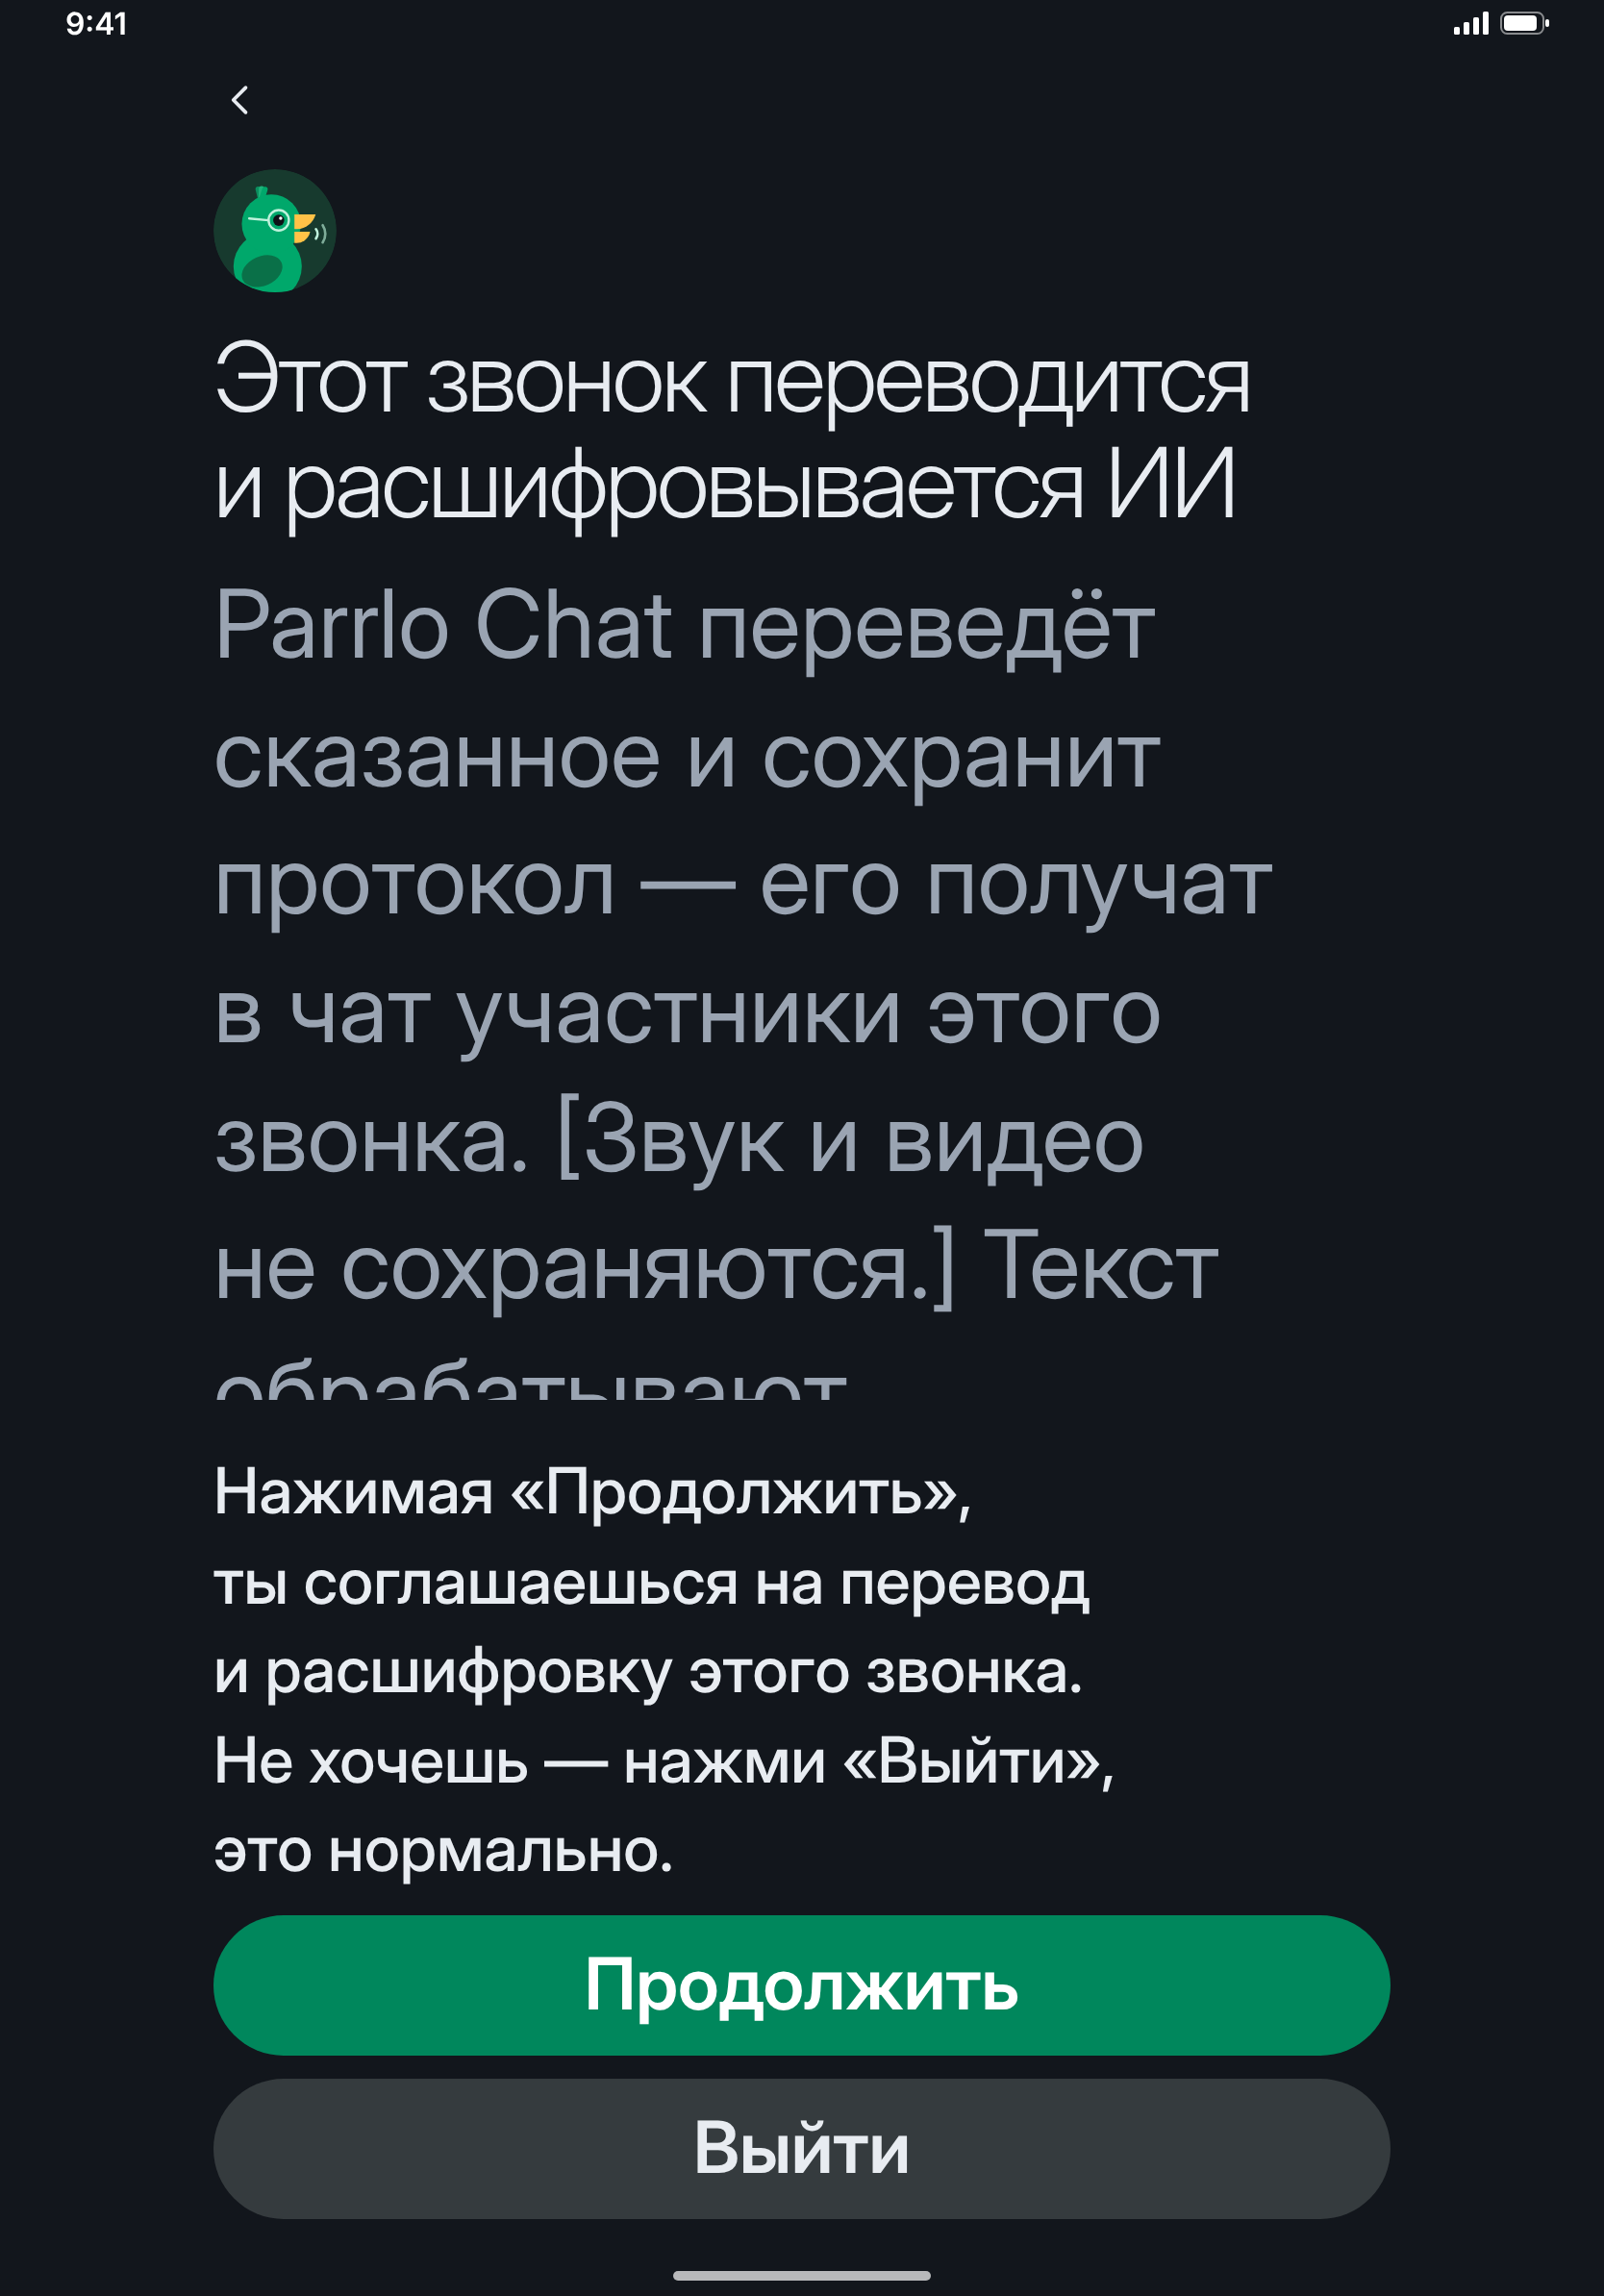 9:41
Этот звонок переводится
и расшифровывается ИИ
Parrlo Chat переведёт
сказанное и сохранит
протокол — его получат
в чат участники этого
звонка. [Звук и видео
не сохраняются.] Текст
обрабатывают
Нажимая «Продолжить»,
ты соглашаешься на перевод
и расшифровку этого звонка.
Не хочешь — нажми «Выйти»,
это нормально.
Продолжить
Выйти